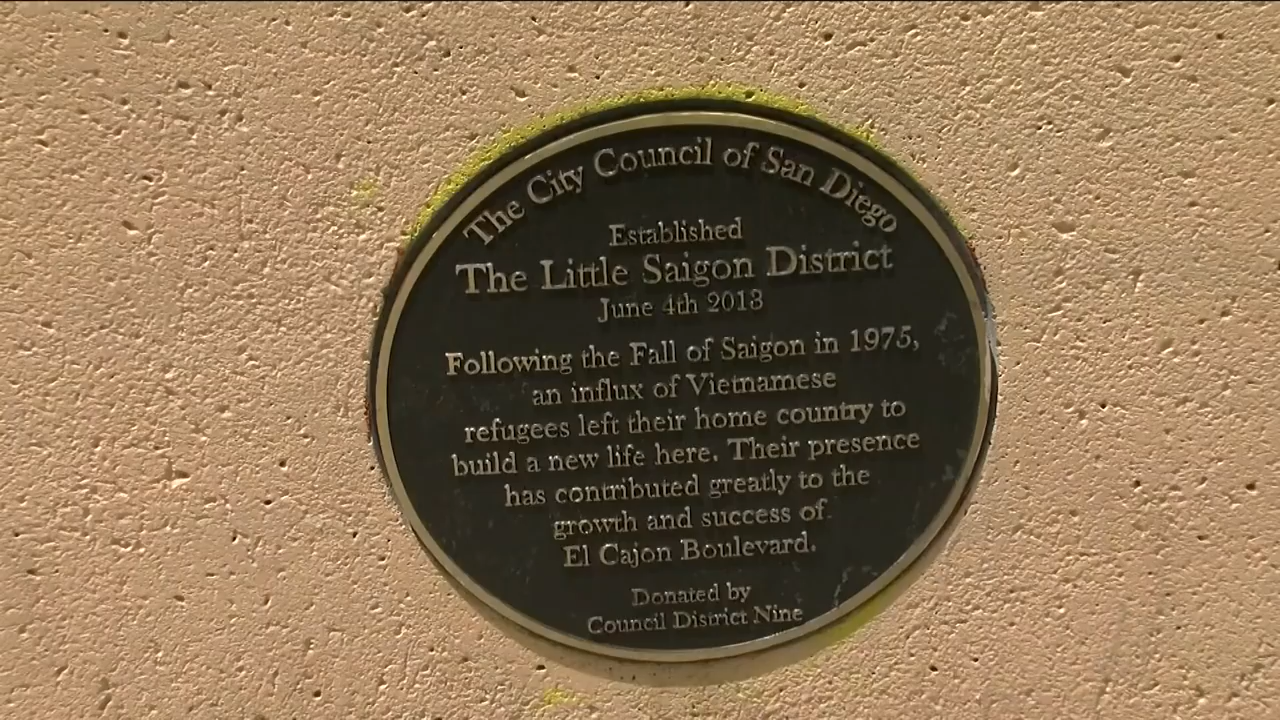 The City Council of San Diego
Established
The Little Saigon District
June 4th 2013
Following the Fall of Saigon in 1975,
an influx of Vietnamese
refugees left their home country to
build a new life here. Their presence
has contributed greatly to the
growth and success of
El Cajon Boulevard.
Donated by
Council District Nine